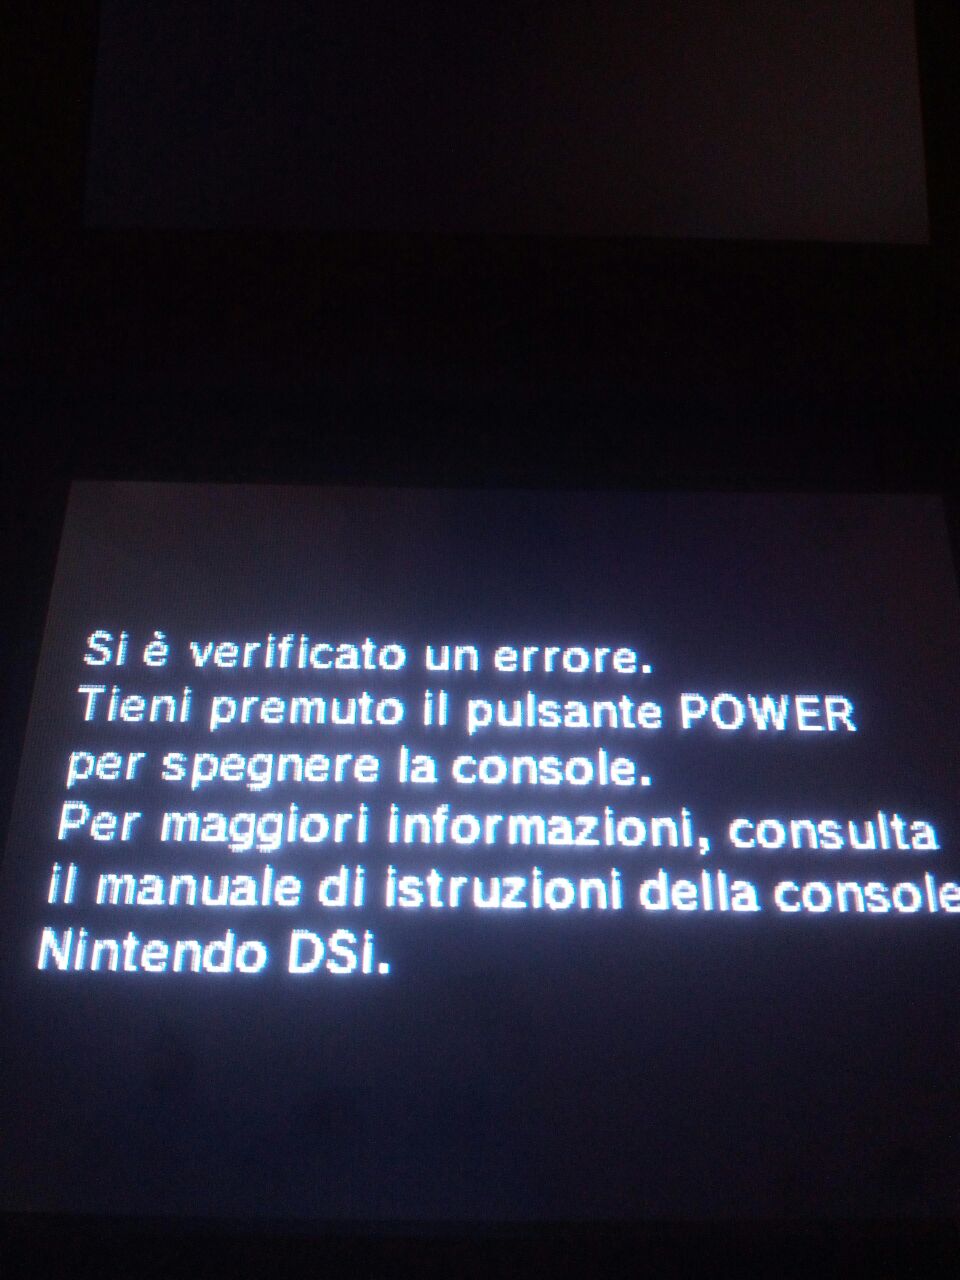 Si è verificato un errore.
Tieni premuto il pulsante POWER
per spegnere la console.
Per maggiori informazioni, consulta
il manuale di istruzioni della console
Nintendo DSi.